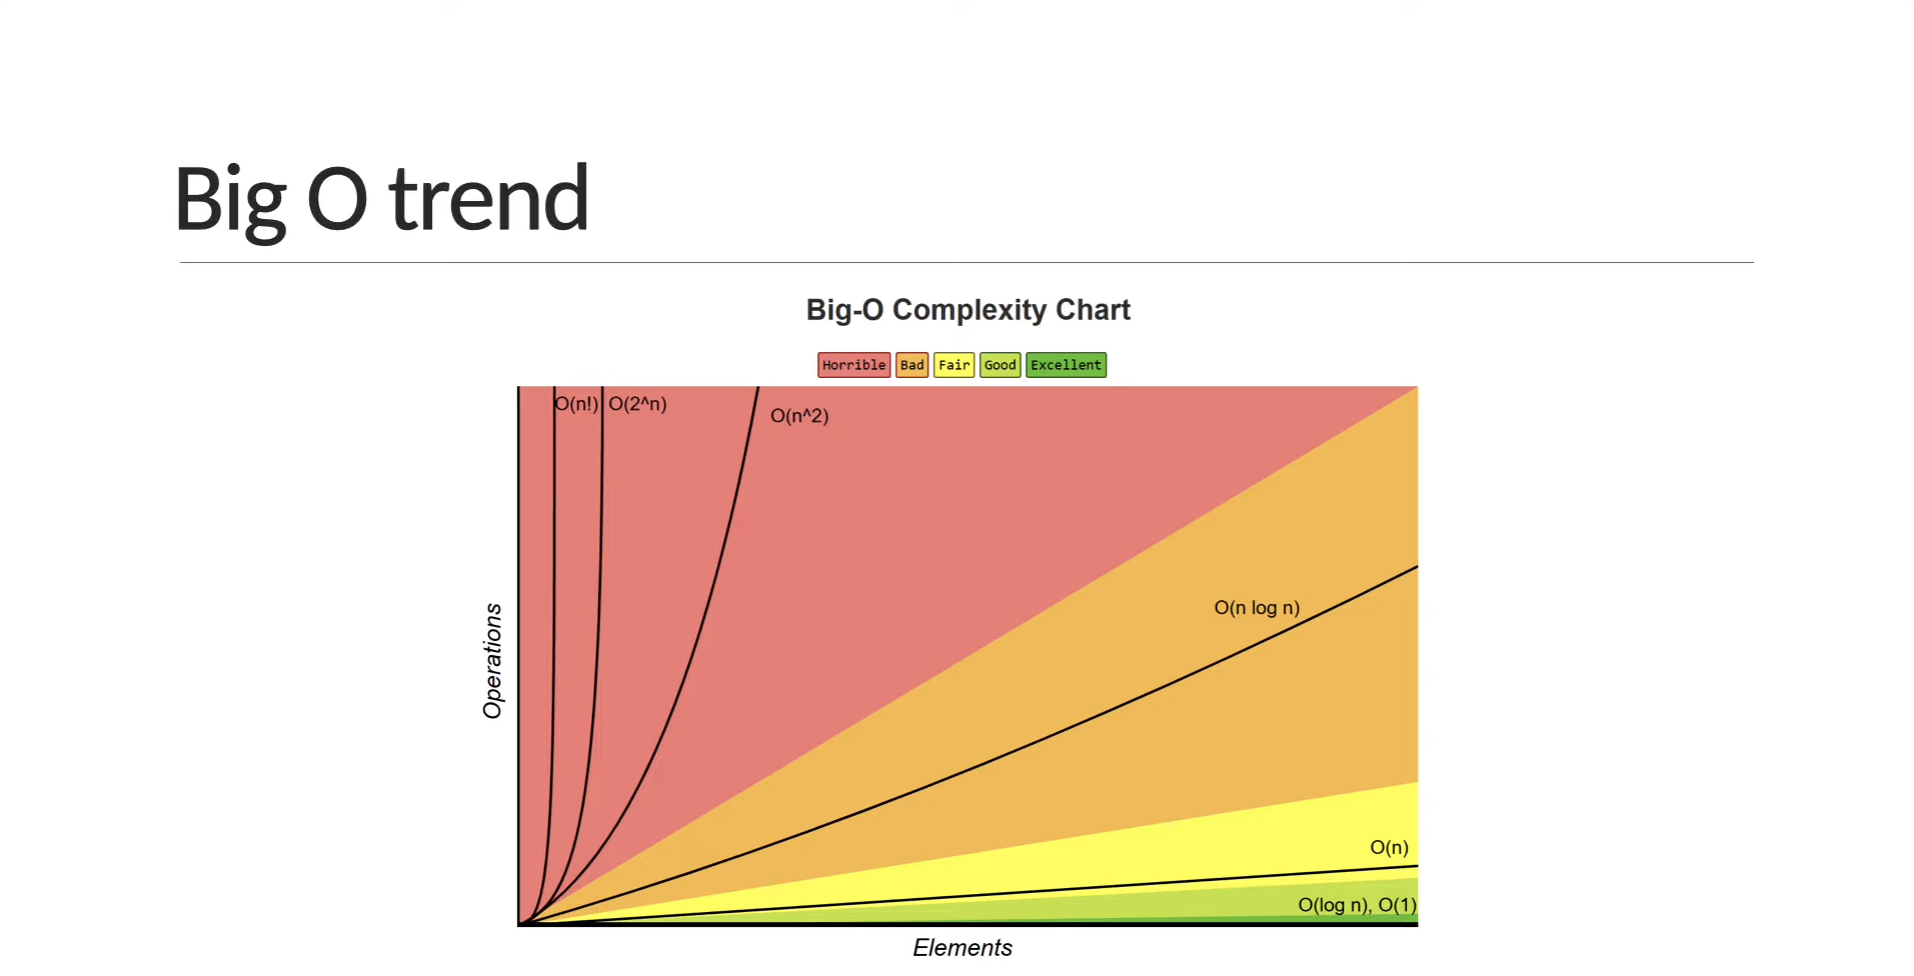 Big O trend
Big-O Complexity Chart
Horrible Bad Fair Good Excellent
O(n!) O(2^n)
O(n^2)
O(n log n)
Operations
O(n)
O(log n), O(1)
Elements